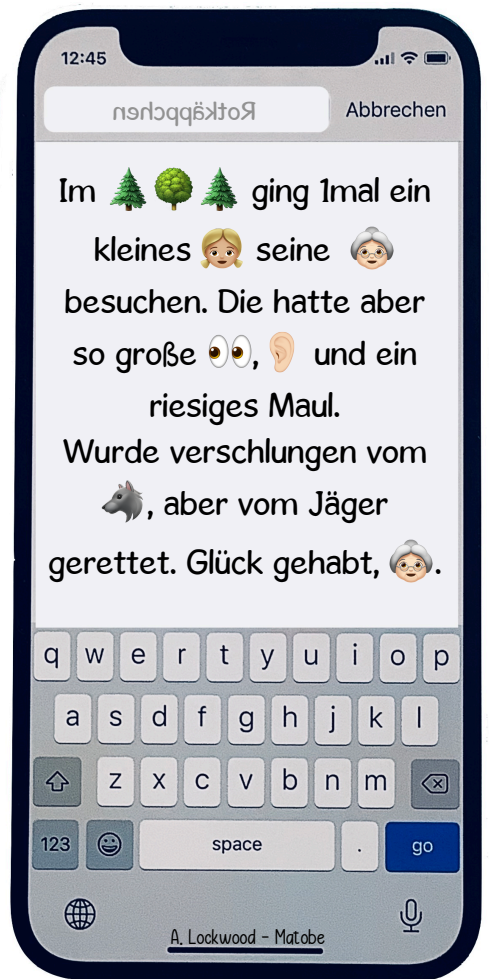 12:45
Rotkäppchen
Abbrechen
Im 🌲🌳🌲 ging 1mal ein
kleines 👧🏼 seine 👵🏻
besuchen. Die hatte aber
so große 👀,👂🏻 und ein
riesiges Maul.
Wurde verschlungen vom
🐺, aber vom Jäger
gerettet. Glück gehabt, 👵🏻.
q w e r t y u i o p
a s d f g h j k l
z x c v b n m
123 space . go
A. Lockwood - Matobe